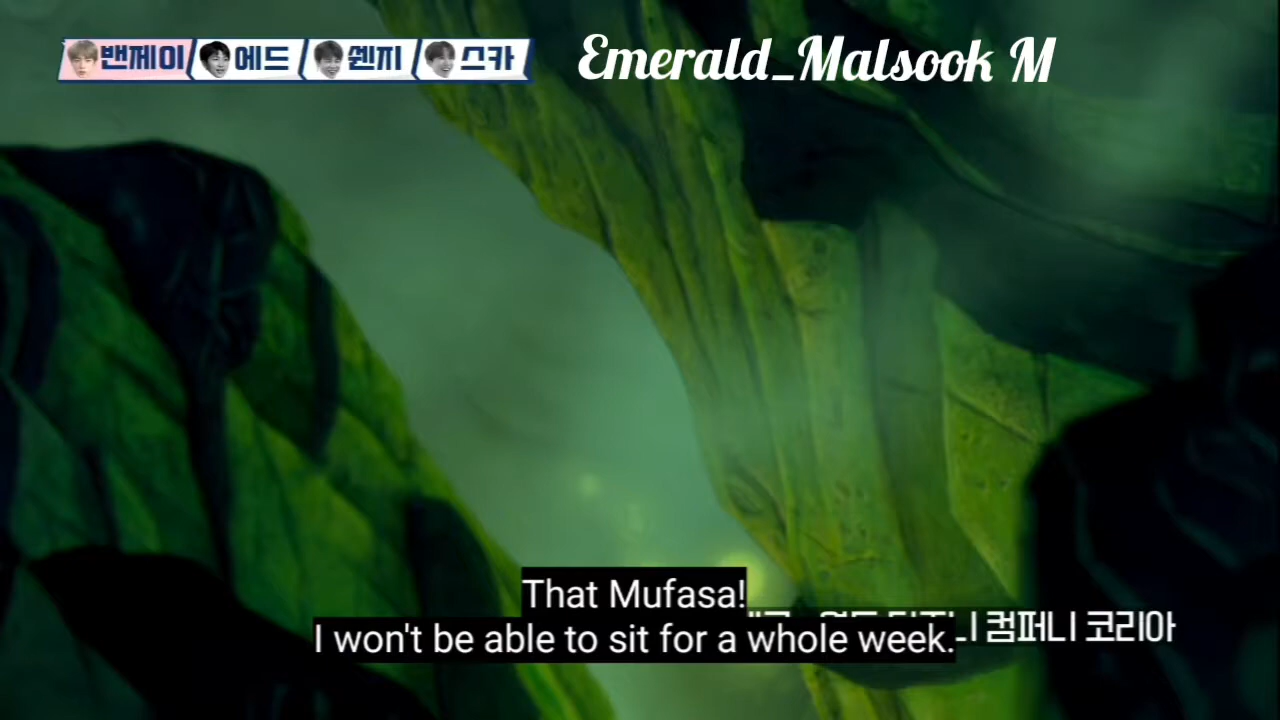 밴제이 에드 쉔지 스카
Emerald_Malsook M
That Mufasa!
I won't be able to sit for a whole week.
컴퍼니 코리아